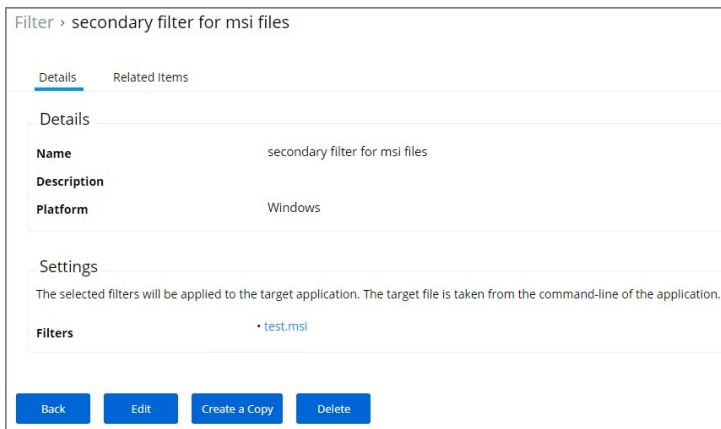 Filter › secondary filter for msi files
Details Related Items
Details
Name secondary filter for msi files
Description
Platform Windows
Settings
The selected filters will be applied to the target application. The target file is taken from the command-line of the application.
Filters • test.msi
Back Edit Create a Copy Delete